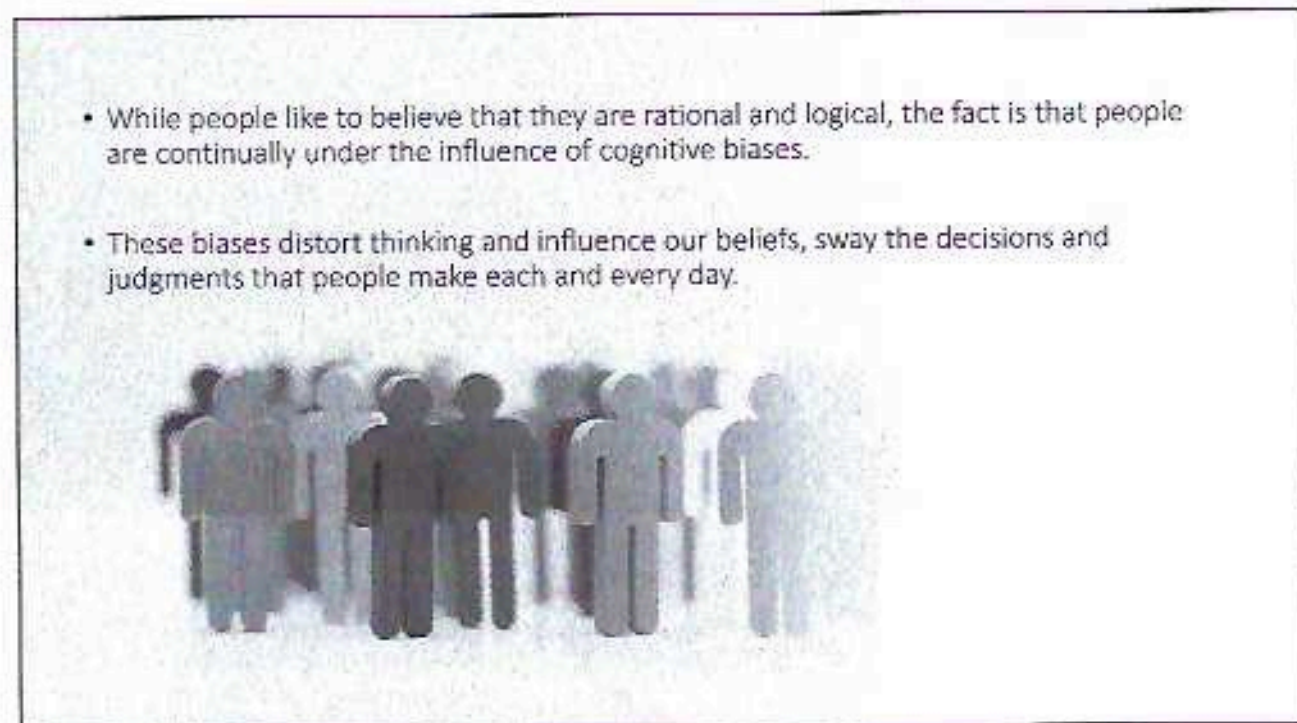 • While people like to believe that they are rational and logical, the fact is that people
are continually under the influence of cognitive biases.
• These biases distort thinking and influence our beliefs, sway the decisions and
judgments that people make each and every day.